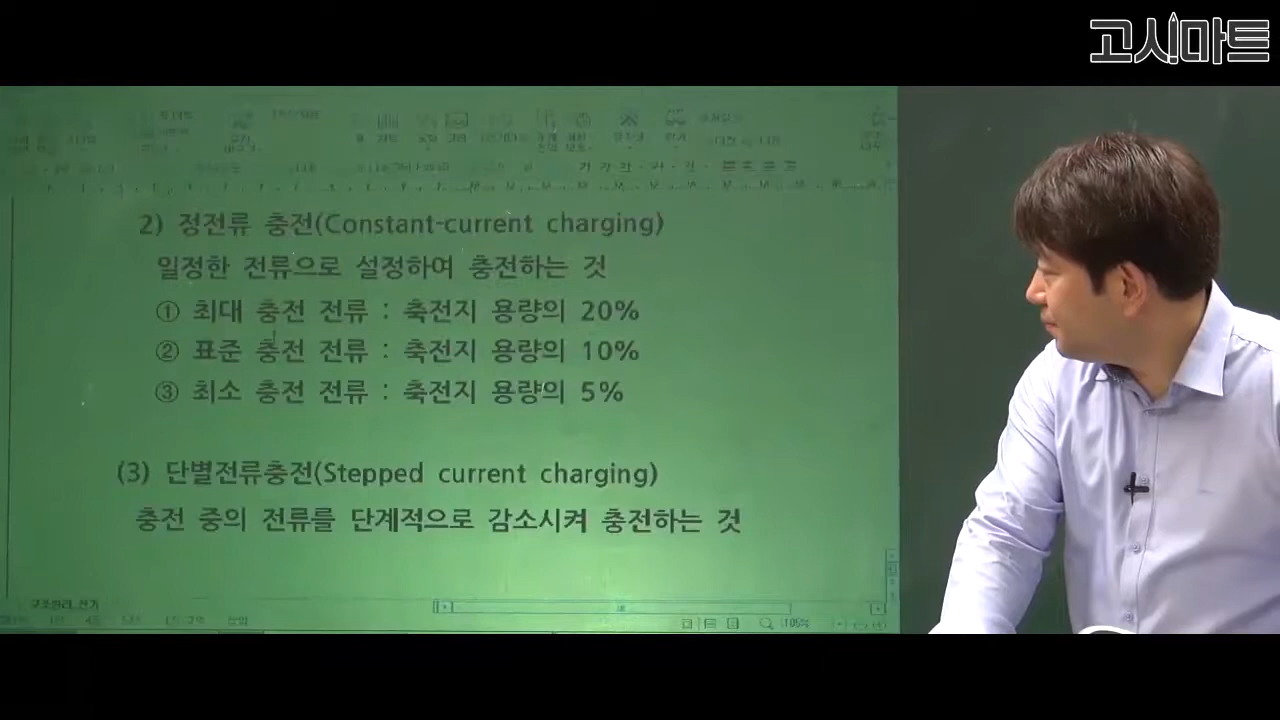 고시마트
2) 정전류 충전(Constant-current charging)
일정한 전류으로 설정하여 충전하는 것
① 최대 충전 전류 : 축전지 용량의 20%
② 표준 충전 전류 : 축전지 용량의 10%
③ 최소 충전 전류 : 축전지 용량의 5%
(3) 단별전류충전(Stepped current charging)
충전 중의 전류를 단계적으로 감소시켜 충전하는 것
105%